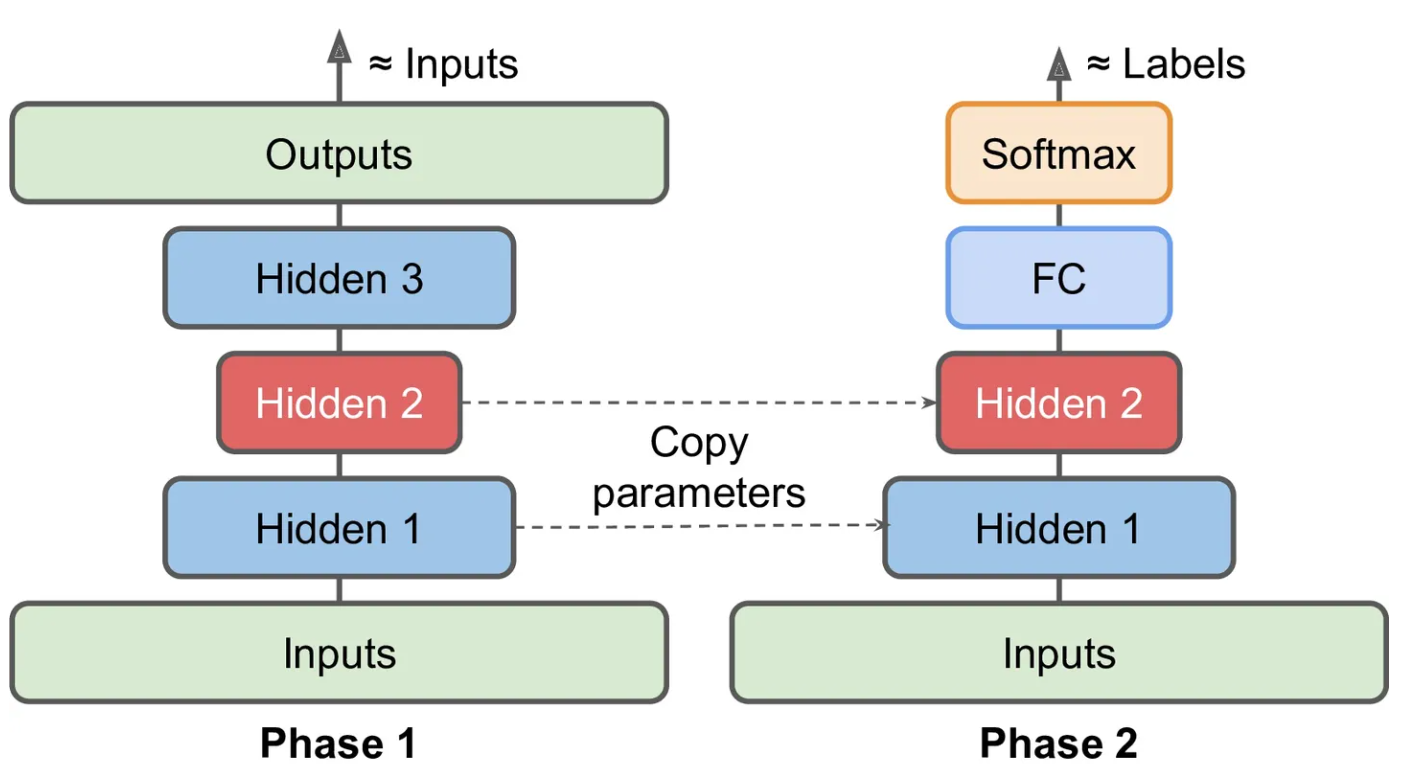 ≈ Inputs
Outputs
Hidden 3
Hidden 2
Hidden 1
Inputs
Phase 1
Copy
parameters
≈ Labels
Softmax
FC
Hidden 2
Hidden 1
Inputs
Phase 2